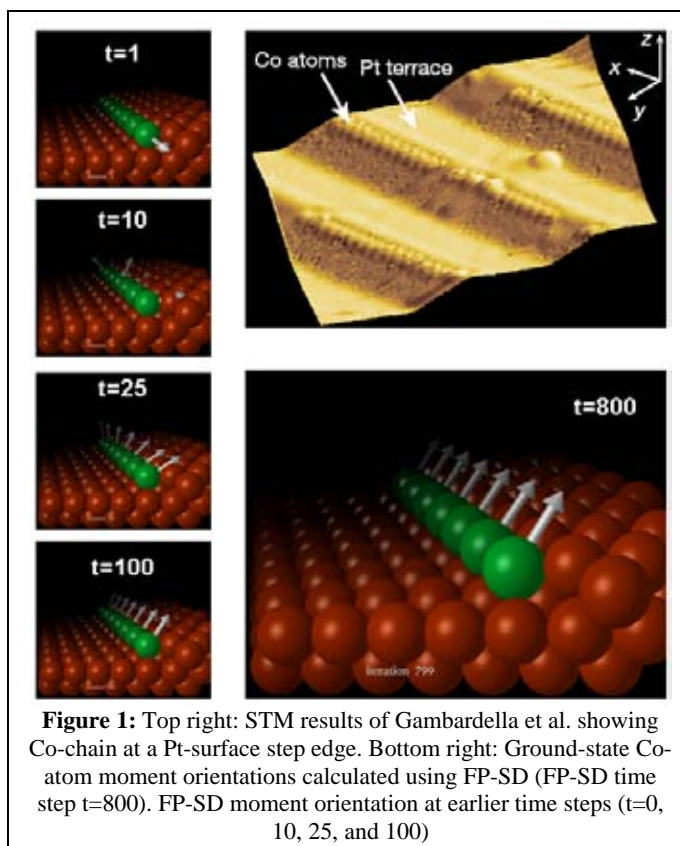 t=1
Co atoms
Pt terrace
z
x
y
t=10
t=25
t=800
t=100
iteration 799
Figure 1: Top right: STM results of Gambardella et al. showing
Co-chain at a Pt-surface step edge. Bottom right: Ground-state Co-
atom moment orientations calculated using FP-SD (FP-SD time
step t=800). FP-SD moment orientation at earlier time steps (t=0,
10, 25, and 100)